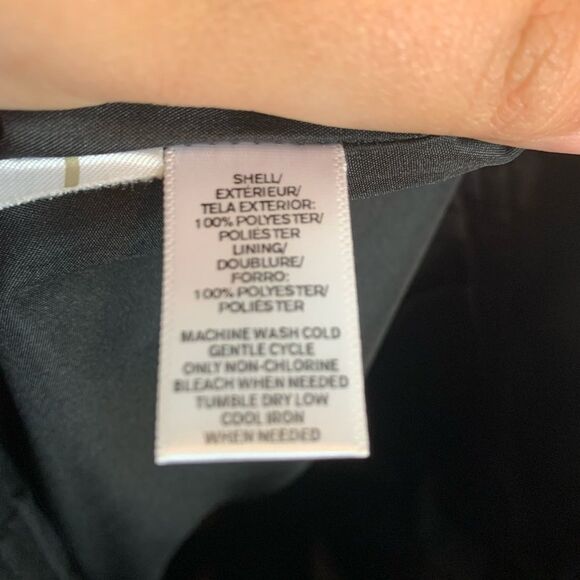 SHELL/
EXTÉRIEUR/
TELA EXTERIOR:
100% POLYESTER/
POLIÉSTER
LINING/
DOUBLURE/
FORRO:
100% POLYESTER/
POLIÉSTER
MACHINE WASH COLD
GENTLE CYCLE
ONLY NON-CHLORINE
BLEACH WHEN NEEDED
TUMBLE DRY LOW
COOL IRON
WHEN NEEDED